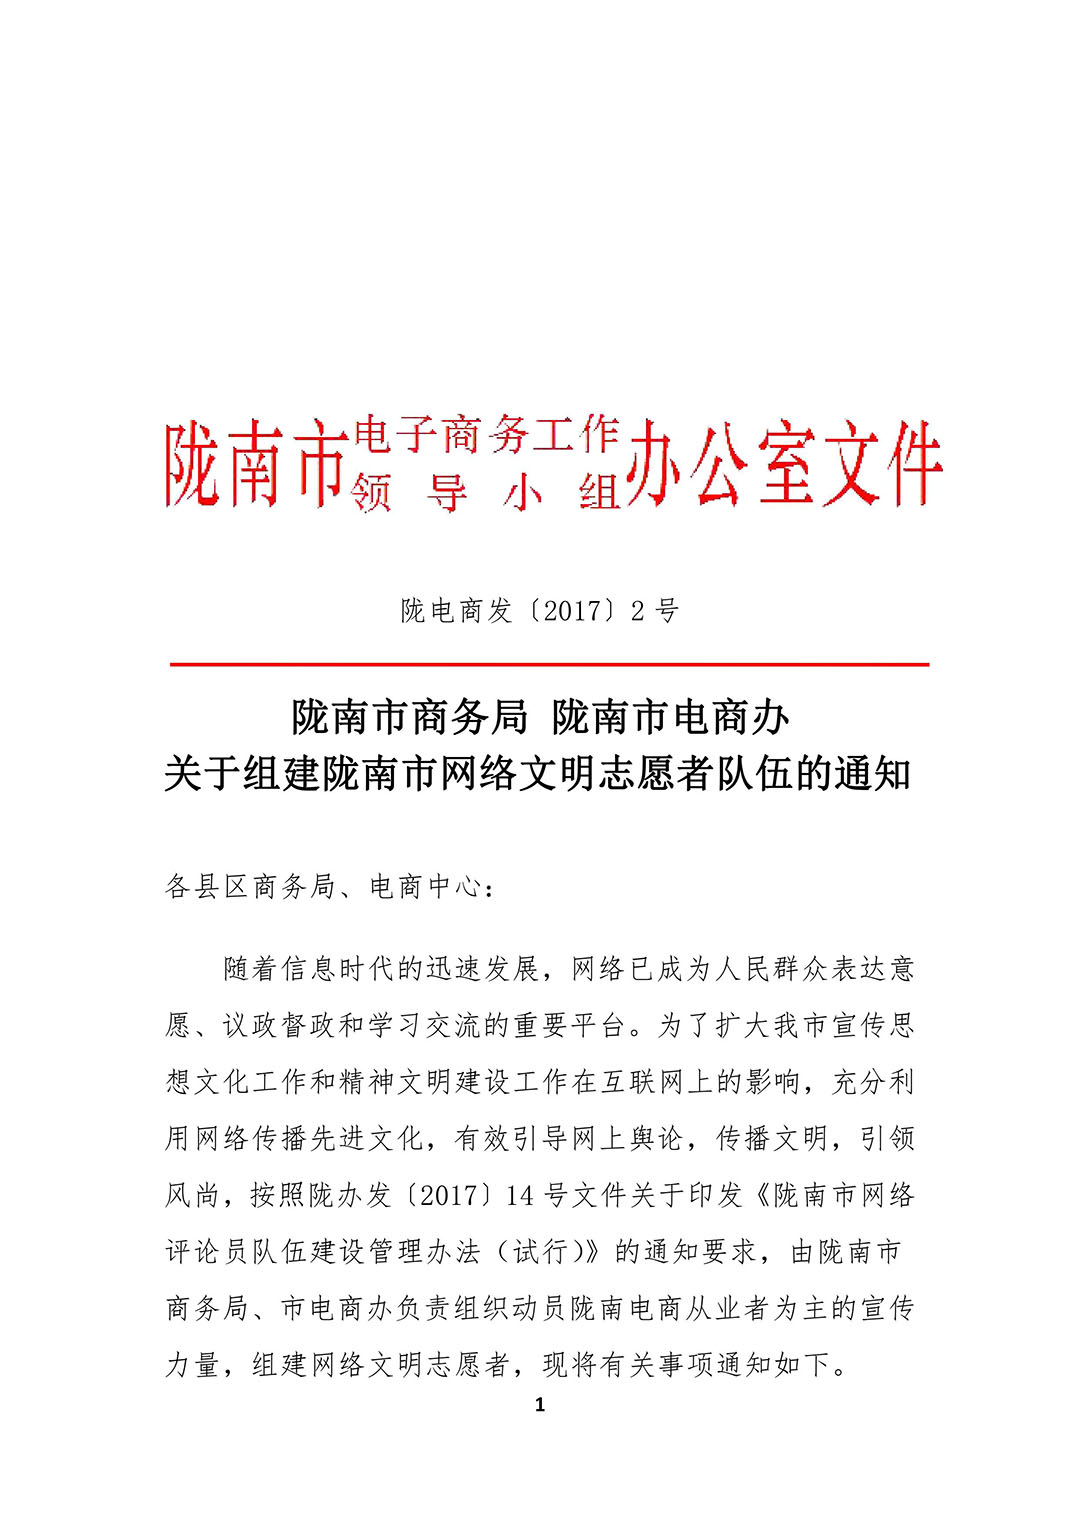 陇南市电子商务工作领导小组办公室文件
陇电商发〔2017〕2 号
陇南市商务局 陇南市电商办
关于组建陇南市网络文明志愿者队伍的通知
各县区商务局、电商中心：
随着信息时代的迅速发展，网络已成为人民群众表达意
愿、议政督政和学习交流的重要平台。为了扩大我市宣传思
想文化工作和精神文明建设工作在互联网上的影响，充分利
用网络传播先进文化，有效引导网上舆论，传播文明，引领
风尚，按照陇办发〔2017〕14 号文件关于印发《陇南市网络
评论员队伍建设管理办法（试行）》的通知要求，由陇南市
商务局、市电商办负责组织动员陇南电商从业者为主的宣传
力量，组建网络文明志愿者，现将有关事项通知如下。
1